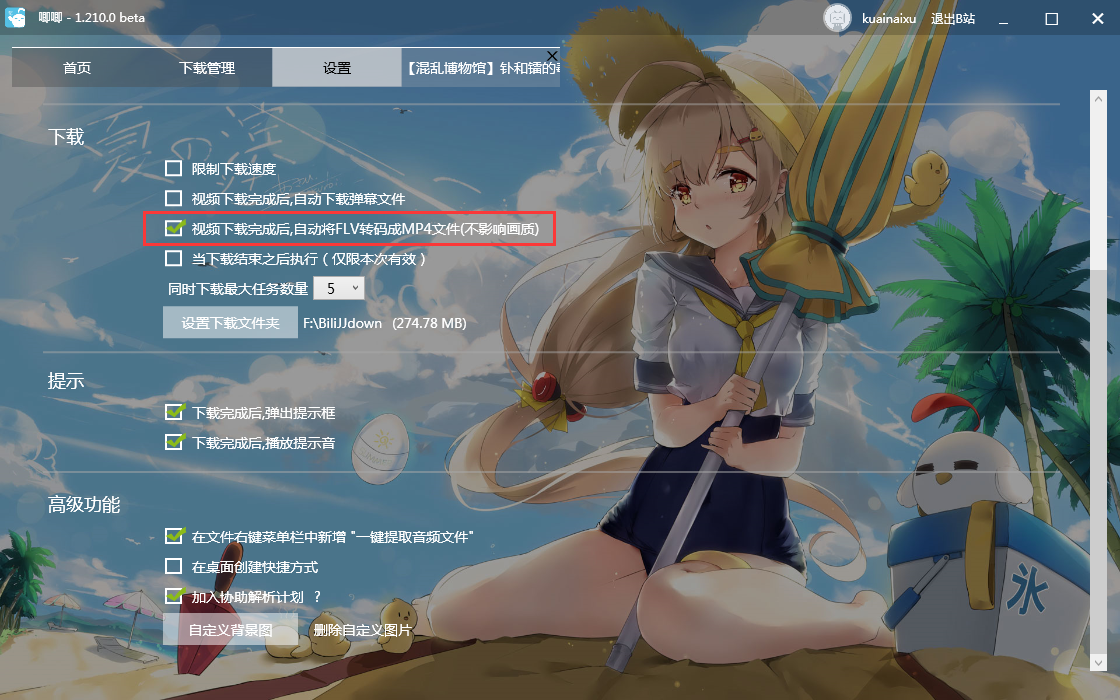 唧唧 - 1.210.0 beta
kuainaixu 退出B站
首页 下载管理 设置 【混乱博物馆】钋和镭的
下载
限制下载速度
视频下载完成后,自动下载弹幕文件
视频下载完成后,自动将FLV转码成MP4文件(不影响画质)
当下载结束之后执行（仅限本次有效）
同时下载最大任务数量 5
设置下载文件夹 F:\BiliJJdown (274.78 MB)
提示
下载完成后,弹出提示框
下载完成后,播放提示音
高级功能
在文件右键菜单栏中新增 "一键提取音频文件"
在桌面创建快捷方式
加入协助解析计划 ?
自定义背景图 删除自定义图片
夏の
氷